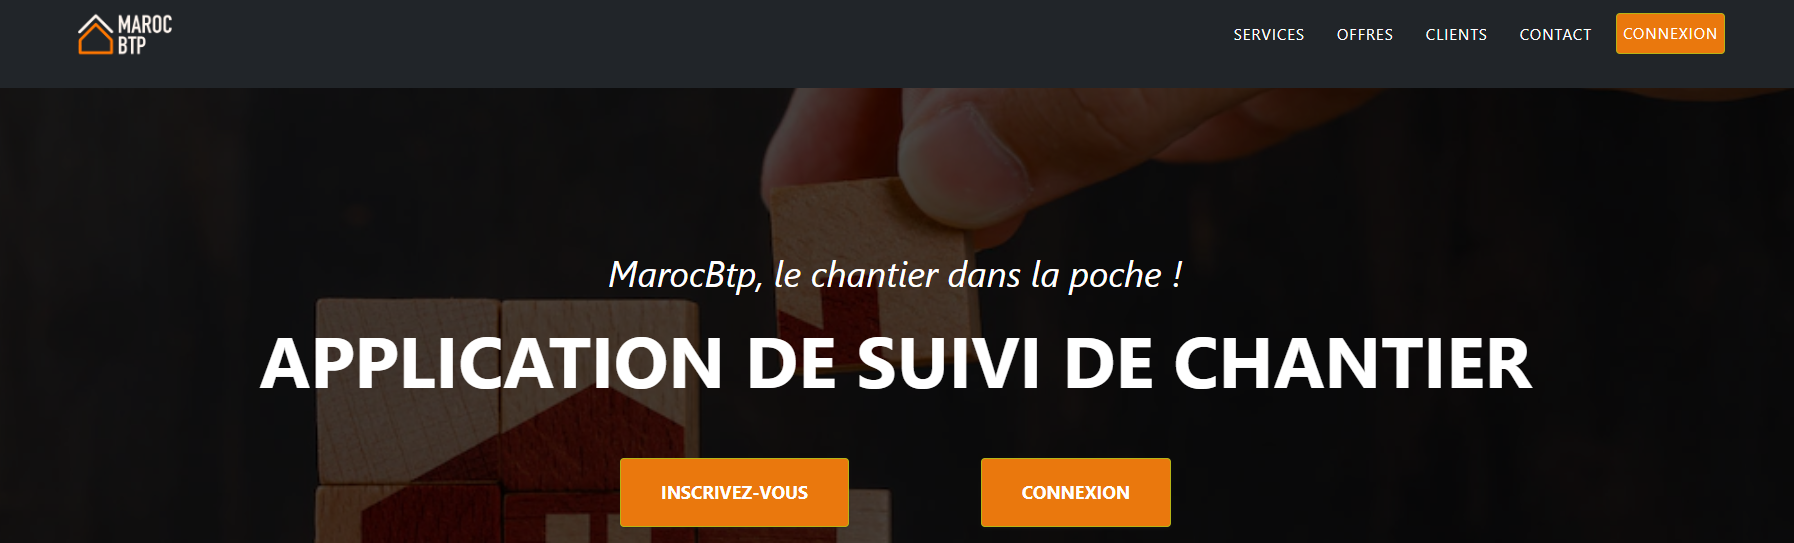 MAROC
BTP
SERVICES OFFRES CLIENTS CONTACT CONNEXION
MarocBtp, le chantier dans la poche !
APPLICATION DE SUIVI DE CHANTIER
INSCRIVEZ-VOUS CONNEXION